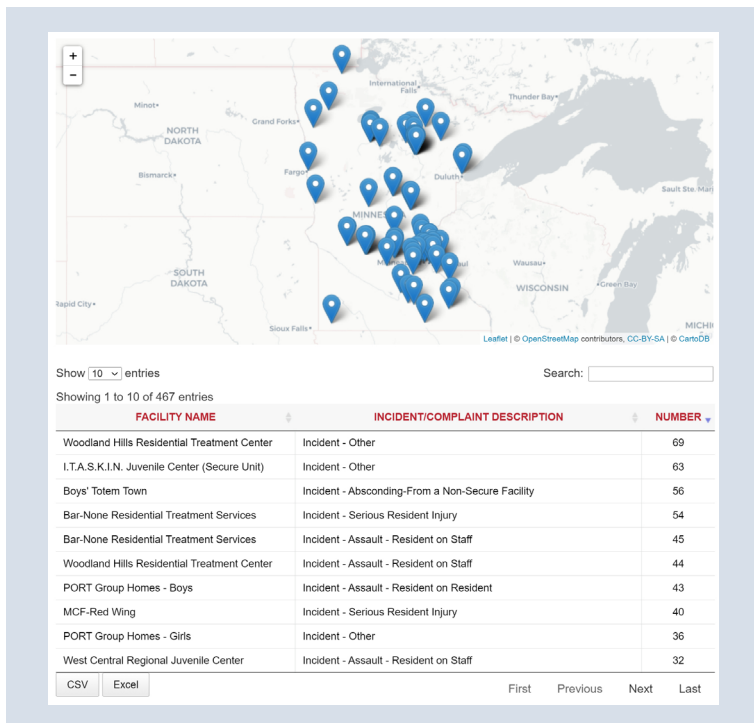 +
−
International
Falls
Thunder Bay
Minot
NORTH
DAKOTA
Grand Forks
Bismarck
Fargo
Duluth
Sault Ste. Mar
MINNE
SOUTH
DAKOTA
Wausau
WISCONSIN
Green Bay
Rapid City
Sioux Falls
MICHI
Leaflet | © OpenStreetMap contributors, CC-BY-SA | © CartoDB
Show 10 entries Search:
Showing 1 to 10 of 467 entries
FACILITY NAME INCIDENT/COMPLAINT DESCRIPTION NUMBER
Woodland Hills Residential Treatment Center Incident - Other 69
I.T.A.S.K.I.N. Juvenile Center (Secure Unit) Incident - Other 63
Boys' Totem Town Incident - Absconding-From a Non-Secure Facility 56
Bar-None Residential Treatment Services Incident - Serious Resident Injury 54
Bar-None Residential Treatment Services Incident - Assault - Resident on Staff 45
Woodland Hills Residential Treatment Center Incident - Assault - Resident on Staff 44
PORT Group Homes - Boys Incident - Assault - Resident on Resident 43
MCF-Red Wing Incident - Serious Resident Injury 40
PORT Group Homes - Girls Incident - Other 36
West Central Regional Juvenile Center Incident - Assault - Resident on Staff 32
CSV Excel First Previous Next Last